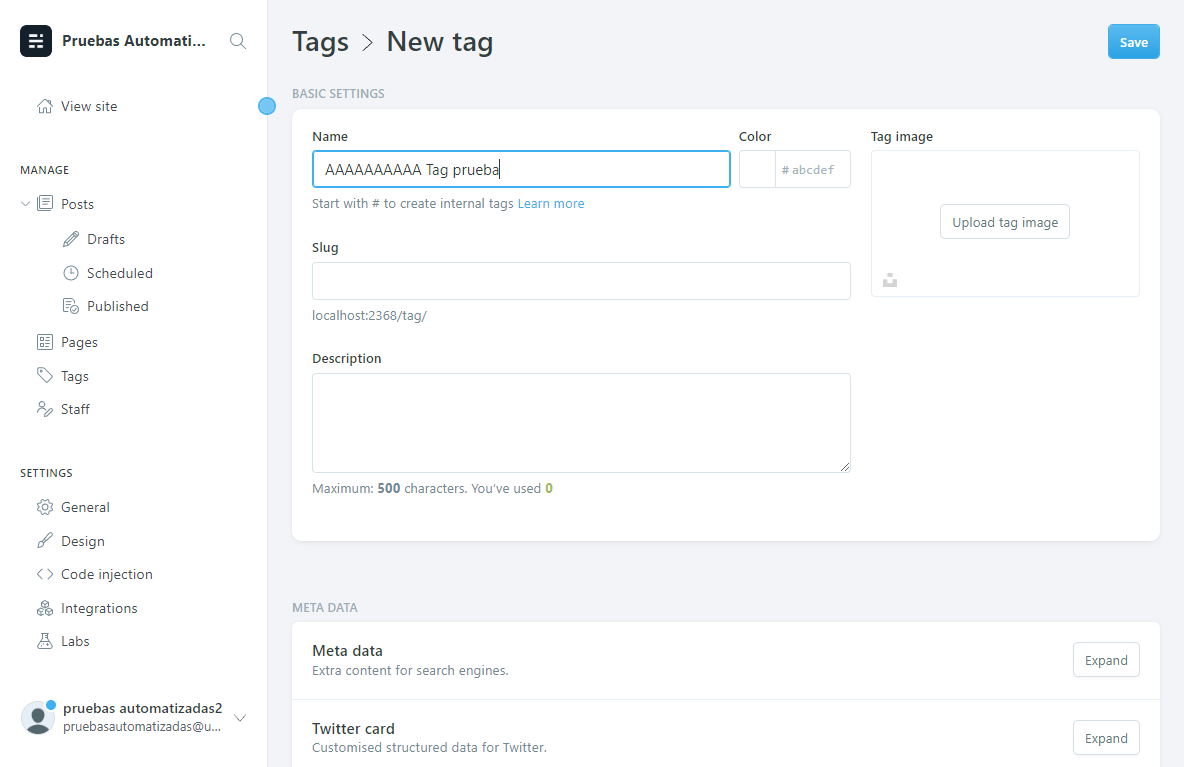 Pruebas Automati...
View site
MANAGE
Posts
Drafts
Scheduled
Published
Pages
Tags
Staff
SETTINGS
General
Design
Code injection
Integrations
Labs
pruebas automatizadas2
pruebasautomatizadas@u...
Tags > New tag
Save
BASIC SETTINGS
Name
AAAAAAAAAA Tag prueba
Start with # to create internal tags Learn more
Color
# abcdef
Tag image
Upload tag image
Slug
localhost:2368/tag/
Description
Maximum: 500 characters. You've used 0
META DATA
Meta data
Extra content for search engines.
Expand
Twitter card
Customised structured data for Twitter.
Expand